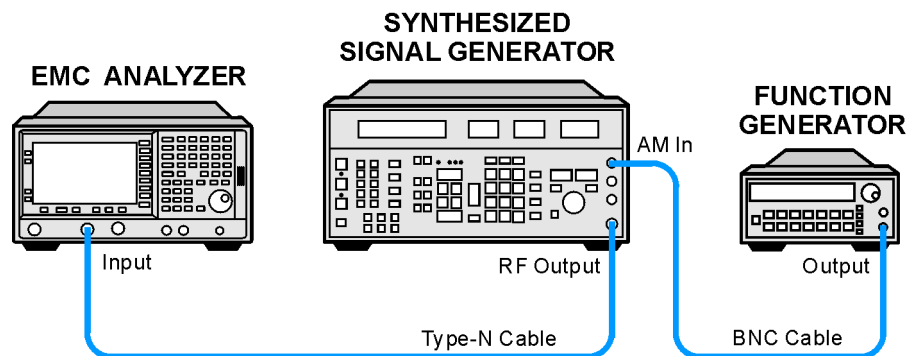 SYNTHESIZED
SIGNAL GENERATOR
EMC ANALYZER
FUNCTION
GENERATOR
AM In
Input
RF Output
Output
Type-N Cable
BNC Cable